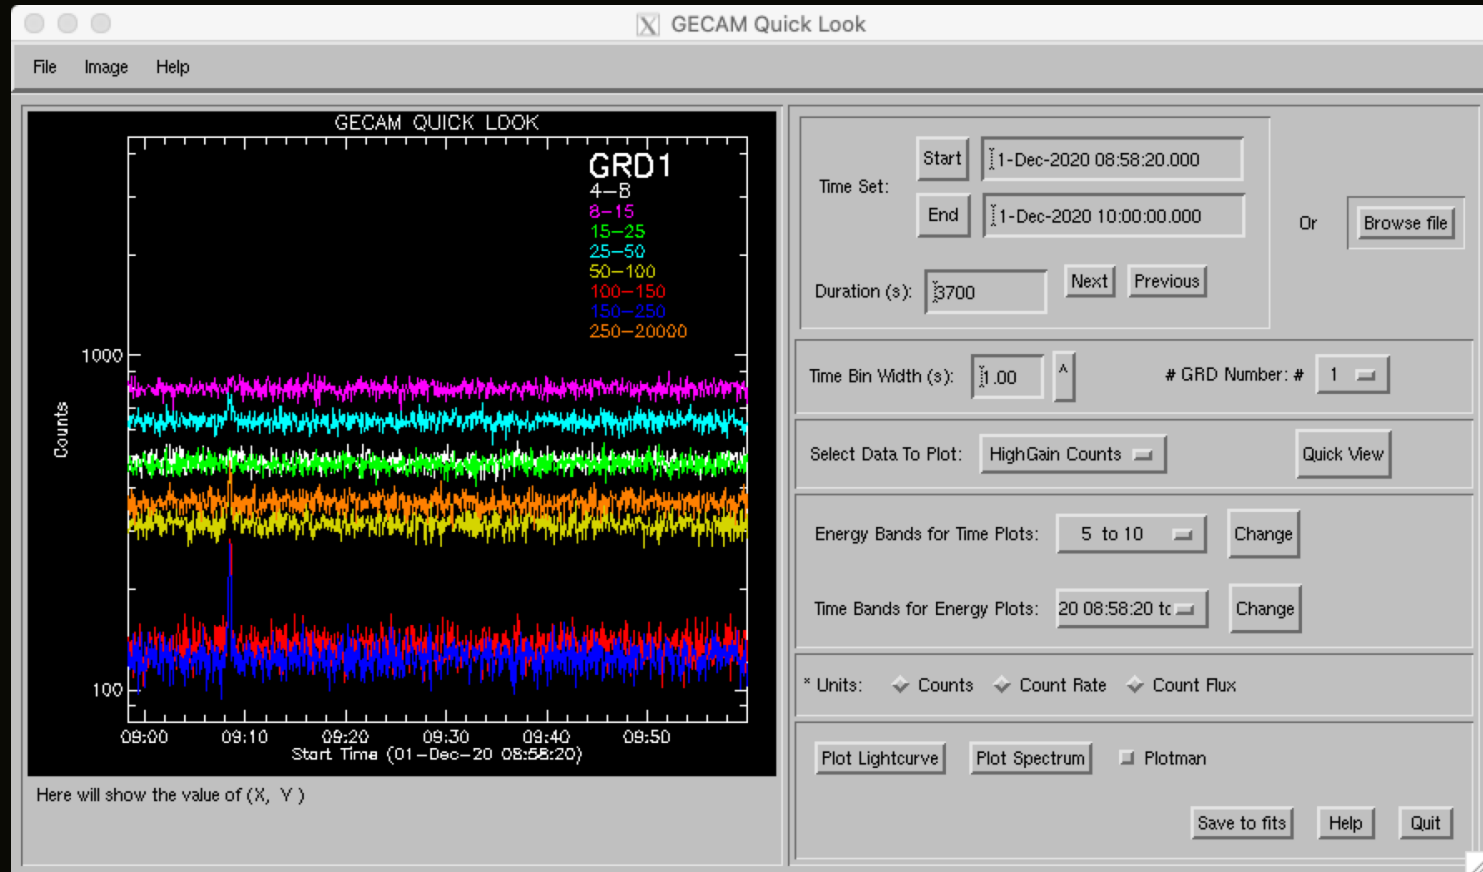 GECAM Quick Look
File Image Help
GECAM QUICK LOOK
GRD1
4-8
8-15
15-25
25-50
50-100
100-150
150-250
250-20000
1000
100
Counts
09:00 09:10 09:20 09:30 09:40 09:50
Start Time (01-Dec-20 08:58:20)
Here will show the value of (X, Y )
Time Set:
Start 1-Dec-2020 08:58:20.000
End 1-Dec-2020 10:00:00.000
Or Browse file
Duration (s): 3700 Next Previous
Time Bin Width (s): 1.00 ^ # GRD Number: # 1
Select Data To Plot: HighGain Counts Quick View
Energy Bands for Time Plots: 5 to 10 Change
Time Bands for Energy Plots: 20 08:58:20 to Change
* Units: Counts Count Rate Count Flux
Plot Lightcurve Plot Spectrum Plotman
Save to fits Help Quit